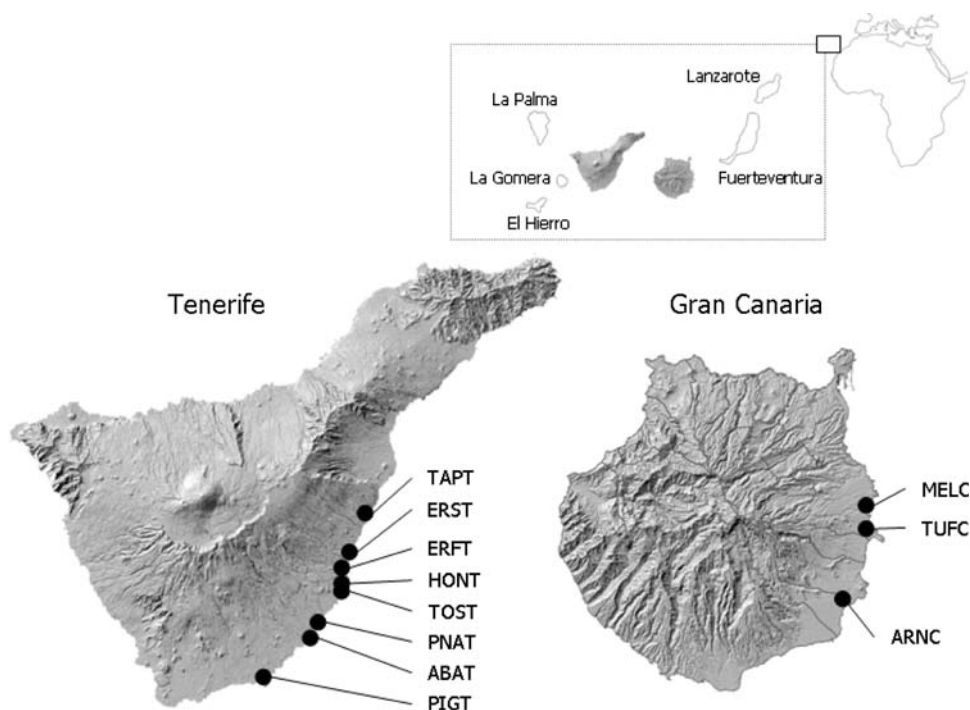 Lanzarote
La Palma
La Gomera
Fuerteventura
El Hierro
Tenerife
Gran Canaria
TAPT
ERST
ERFT
HONT
TOST
PNAT
ABAT
PIGT
MELC
TUFC
ARNC